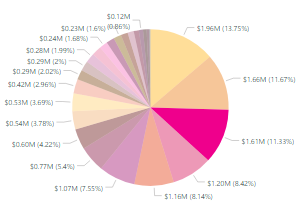 $0.12M
(0.86%)
$0.23M (1.6%)
$0.24M (1.68%)
$0.28M (1.99%)
$0.29M (2%)
$0.29M (2.02%)
$0.42M (2.96%)
$0.53M (3.69%)
$0.54M (3.78%)
$0.60M (4.22%)
$0.77M (5.4%)
$1.07M (7.55%)
$1.96M (13.75%)
$1.66M (11.67%)
$1.61M (11.33%)
$1.20M (8.42%)
$1.16M (8.14%)